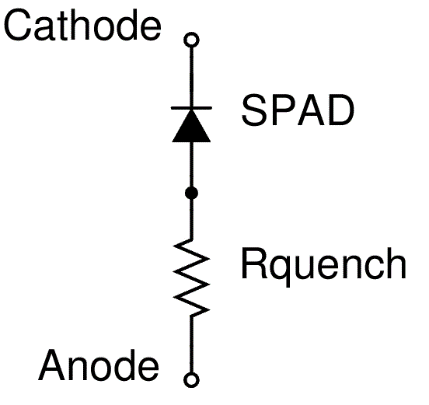 Cathode
SPAD
Rquench
Anode